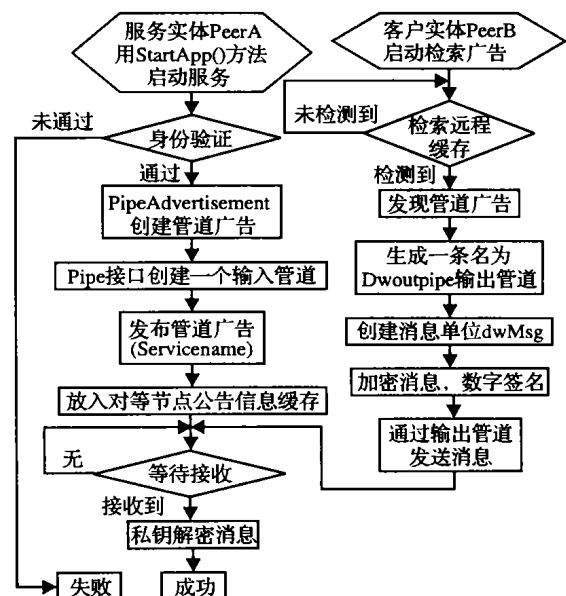 服务实体PeerA
用StartApp()方法
启动服务
未通过
身份验证
通过
PipeAdvertisement
创建管道广告
Pipe接口创建一个输入管道
发布管道广告
(Servicename)
放入对等节点公告信息缓存
无
等待接收
接收到
私钥解密消息
失败
成功
客户实体PeerB
启动检索广告
未检测到
检索远程
缓存
检测到
发现管道广告
生成一条名为
Dwoutpipe输出管道
创建消息单位dwMsg
加密消息，数字签名
通过输出管道
发送消息